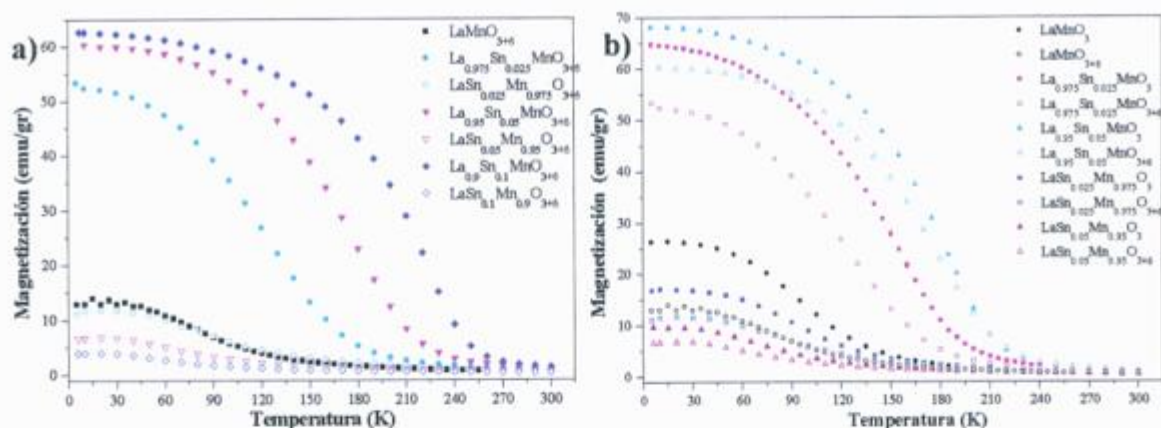 a)
Magnetización (emu/gr)
60
50
40
30
20
10
0
LaMnO3+δ
La0,975Sn0,025MnO3+δ
LaSn0,025Mn0,975O3+δ
La0,95Sn0,05MnO3+δ
LaSn0,05Mn0,95O3+δ
La0,9Sn0,1MnO3+δ
LaSn0,1Mn0,9O3+δ
0 30 60 90 120 150 180 210 240 270 300
Temperatura (K)
b)
Magnetización (emu/gr)
70
60
50
40
30
20
10
0
LaMnO3
LaMnO3+δ
La0,975Sn0,025MnO3
La0,975Sn0,025MnO3+δ
La0,95Sn0,05MnO3
La0,95Sn0,05MnO3+δ
LaSn0,025Mn0,975O3
LaSn0,025Mn0,975O3+δ
LaSn0,05Mn0,95O3
LaSn0,05Mn0,95O3+δ
0 30 60 90 120 150 180 210 240 270 300
Temperatura (K)